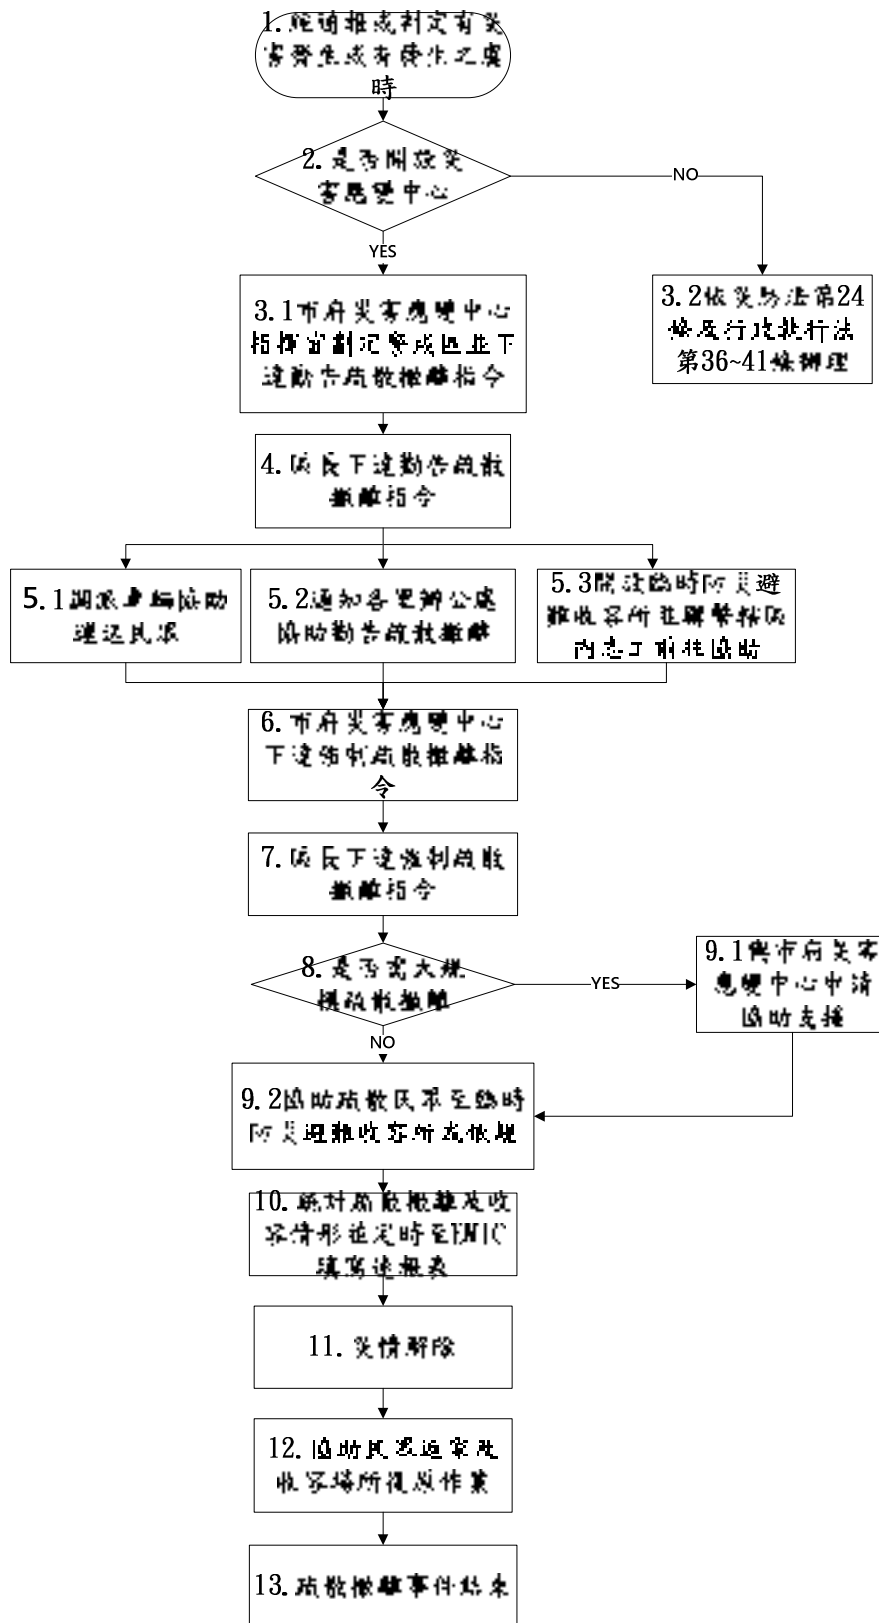 1.經通報或判定有災
害發生或有發生之虞
時
2.是否開設災
害應變中心
NO
YES
3.1市府災害應變中心
指揮官劃定警戒區並下
達勸告疏散撤離指令
3.2依災防法第24
條及行政執行法
第36~41條辦理
4.區長下達勸告疏散
撤離指令
5.1調派車輛協助
運送民眾
5.2通知各里辦公處
協助勸告疏散撤離
5.3開設臨時防災避
難收容所並聯繫轄區
內志工前往協助
6.市府災害應變中心
下達強制疏散撤離指
令
7.區長下達強制疏散
撤離指令
8.是否需大規
模疏散撤離
YES
NO
9.1與市府災害
應變中心申請
協助支援
9.2協助疏散民眾至臨時
防災避難收容所或依親
10.統計疏散撤離及收
容情形並定時至EMIC
填寫速報表
11.災情解除
12.協助民眾返家及
收容場所復原作業
13.疏散撤離事件結束